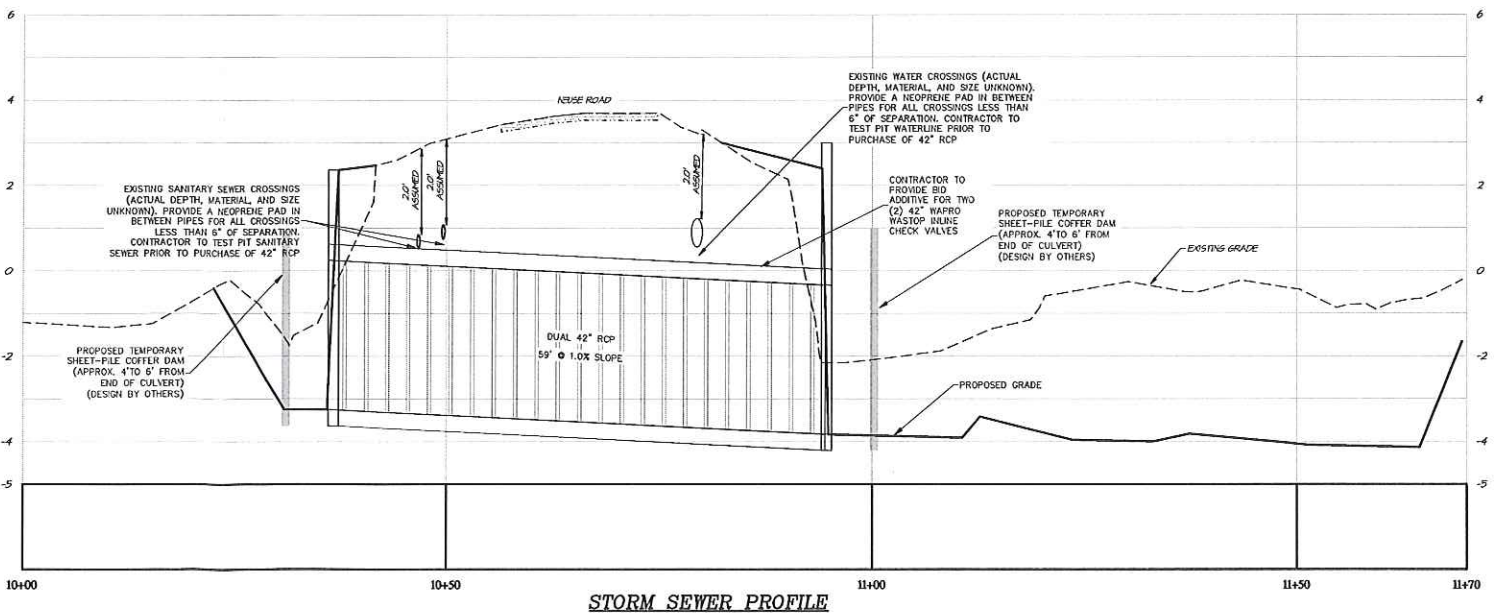 6
6
KEUSE ROAD
EXISTING WATER CROSSINGS (ACTUAL
DEPTH, MATERIAL, AND SIZE UNKNOWN).
PROVIDE A NEOPRENE PAD IN BETWEEN
PIPES FOR ALL CROSSINGS LESS THAN
6" OF SEPARATION. CONTRACTOR TO
TEST PIT WATERLINE PRIOR TO
PURCHASE OF 42" RCP
4
4
2.0'
ASSUMED
2.0'
ASSUMED
2.0'
ASSUMED
EXISTING SANITARY SEWER CROSSINGS
(ACTUAL DEPTH, MATERIAL, AND SIZE
UNKNOWN). PROVIDE A NEOPRENE PAD IN
BETWEEN PIPES FOR ALL CROSSINGS
LESS THAN 6" OF SEPARATION.
CONTRACTOR TO TEST PIT SANITARY
SEWER PRIOR TO PURCHASE OF 42" RCP
CONTRACTOR TO
PROVIDE BID
ADDITIVE FOR TWO
(2) 42" WAPRO
WASTOP INLINE
CHECK VALVES
2
2
PROPOSED TEMPORARY
SHEET-PILE COFFER DAM
(APPROX. 4'TO 6' FROM
END OF CULVERT)
(DESIGN BY OTHERS)
EXISTING GRADE
0
0
PROPOSED TEMPORARY
SHEET-PILE COFFER DAM
(APPROX. 4'TO 6' FROM
END OF CULVERT)
(DESIGN BY OTHERS)
DUAL 42" RCP
59' @ 1.0% SLOPE
-2
-2
PROPOSED GRADE
-4
-4
-5
-5
10+00
10+50
11+00
11+50
11+70
STORM SEWER PROFILE